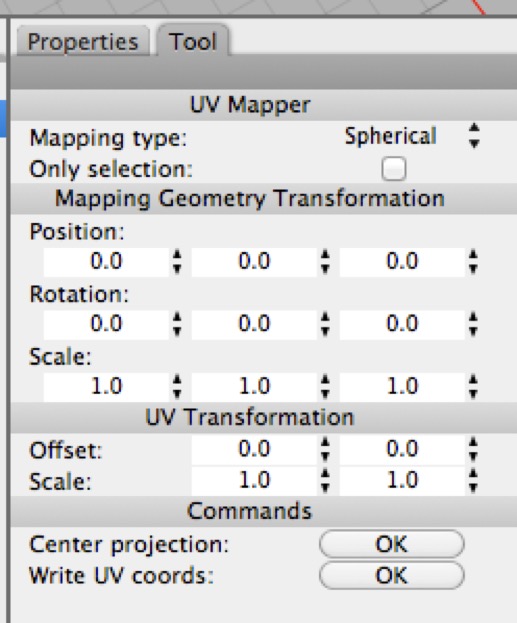 Properties Tool
UV Mapper
Mapping type: Spherical
Only selection:
Mapping Geometry Transformation
Position:
0.0 0.0 0.0
Rotation:
0.0 0.0 0.0
Scale:
1.0 1.0 1.0
UV Transformation
Offset: 0.0 0.0
Scale: 1.0 1.0
Commands
Center projection: OK
Write UV coords: OK